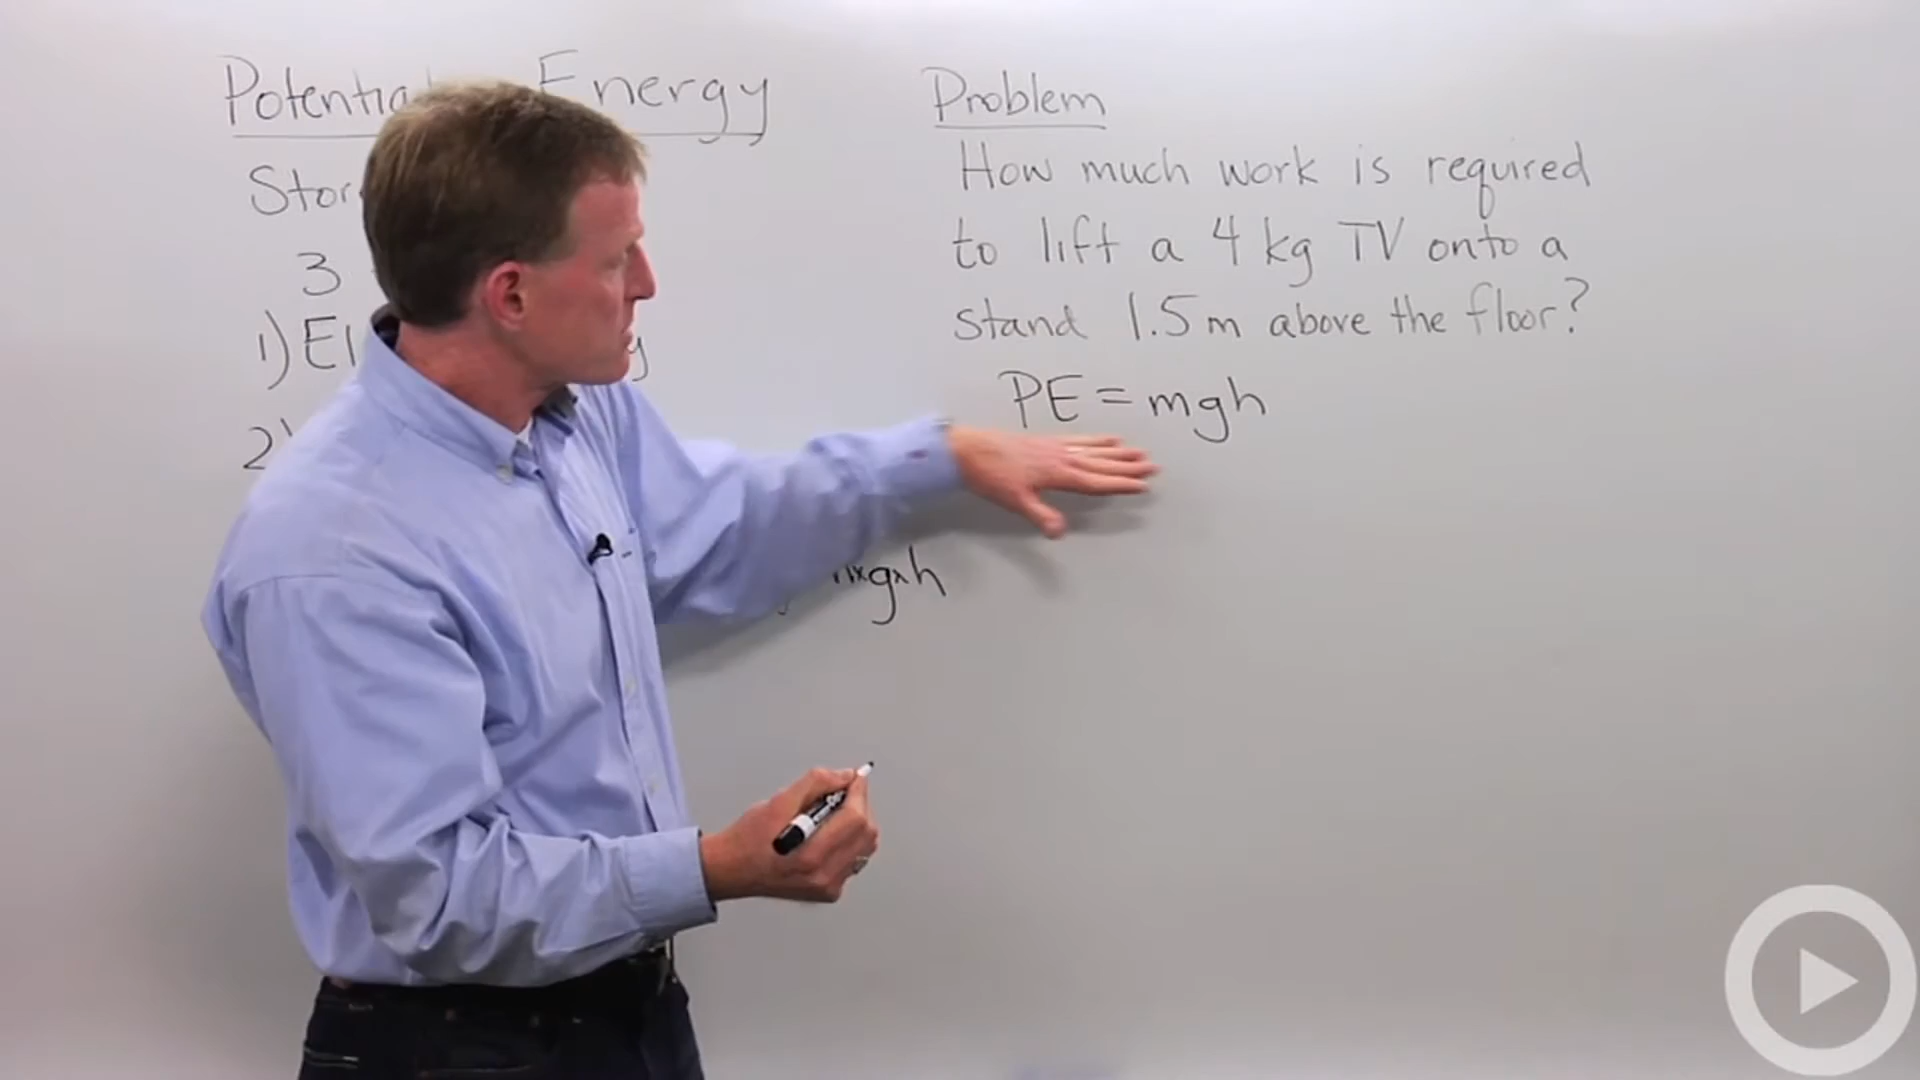 Potential Energy
Stor
3
1) El y
2)
gxh
Problem
How much work is required
to lift a 4 kg TV onto a
stand 1.5 m above the floor?
PE = mgh